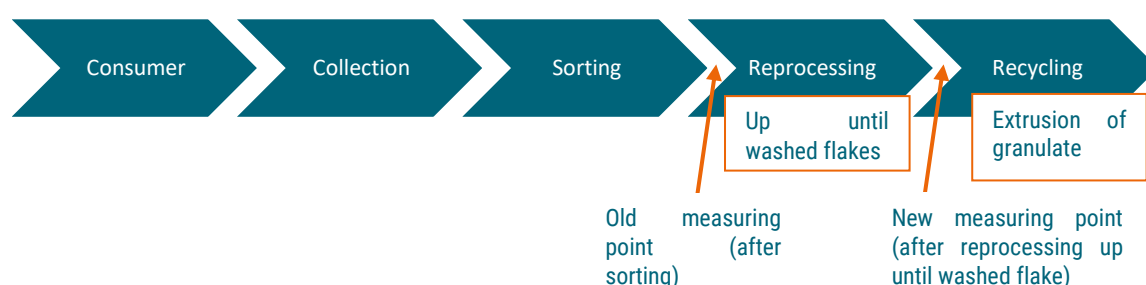 Consumer
Collection
Sorting
Reprocessing
Recycling
Up until
washed flakes
Extrusion of
granulate
Old measuring
point (after
sorting)
New measuring point
(after reprocessing up
until washed flake)